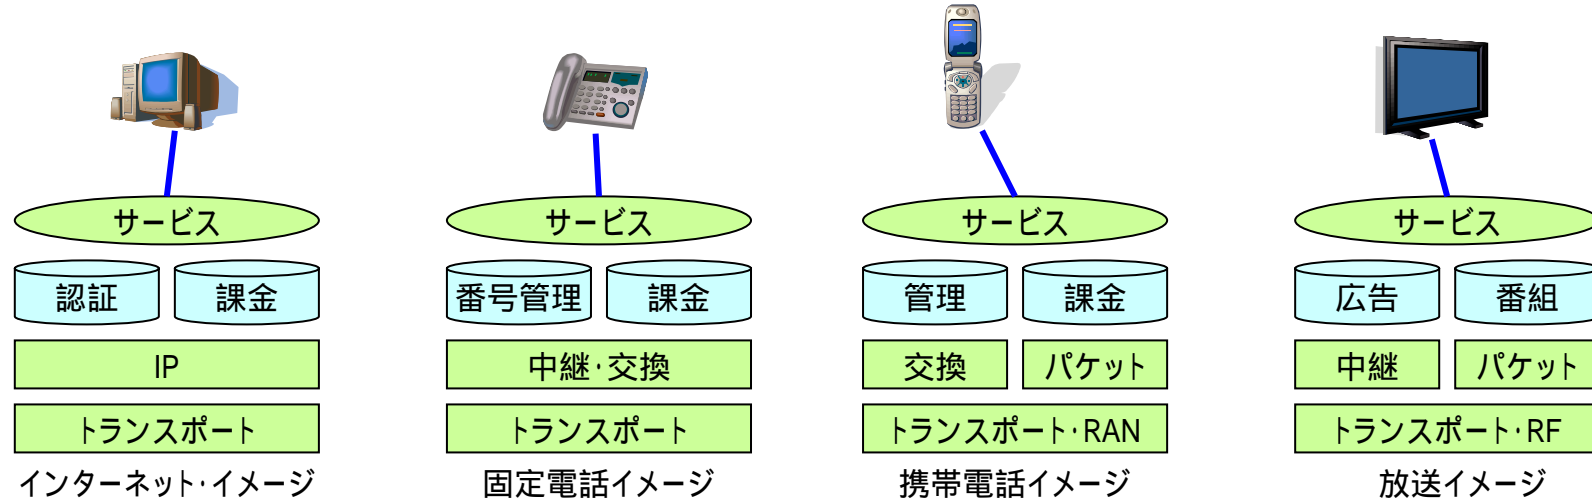 サービス
認証 課金
IP
トランスポート
インターネット・イメージ
サービス
番号管理 課金
中継・交換
トランスポート
固定電話イメージ
サービス
管理 課金
交換 パケット
トランスポート・RAN
携帯電話イメージ
サービス
広告 番組
中継 パケット
トランスポート・RF
放送イメージ